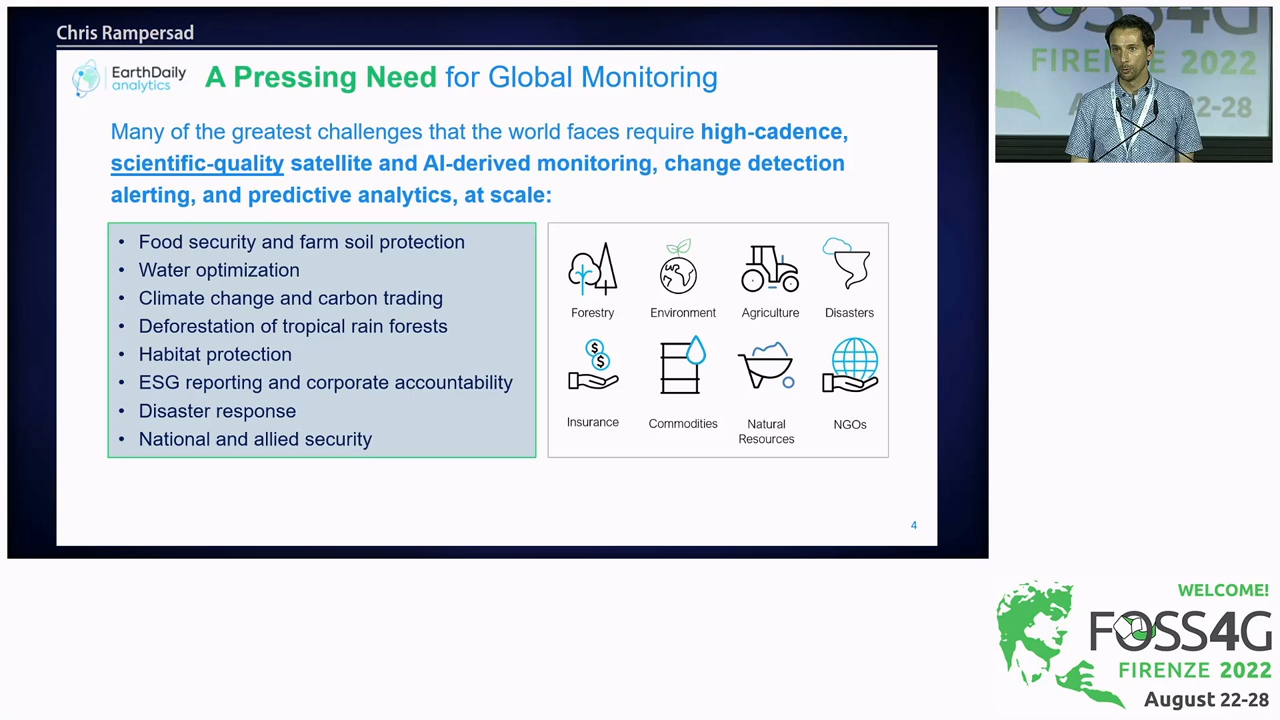 Chris Rampersad
EarthDaily
analytics
A Pressing Need for Global Monitoring
Many of the greatest challenges that the world faces require high-cadence,
scientific-quality satellite and AI-derived monitoring, change detection
alerting, and predictive analytics, at scale:
• Food security and farm soil protection
• Water optimization
• Climate change and carbon trading
• Deforestation of tropical rain forests
• Habitat protection
• ESG reporting and corporate accountability
• Disaster response
• National and allied security
Forestry
Environment
Agriculture
Disasters
Insurance
Commodities
Natural
Resources
NGOs
4
FOSS4G
FIRENZE 2022
22-28
WELCOME!
FOSS4G
FIRENZE 2022
August 22-28